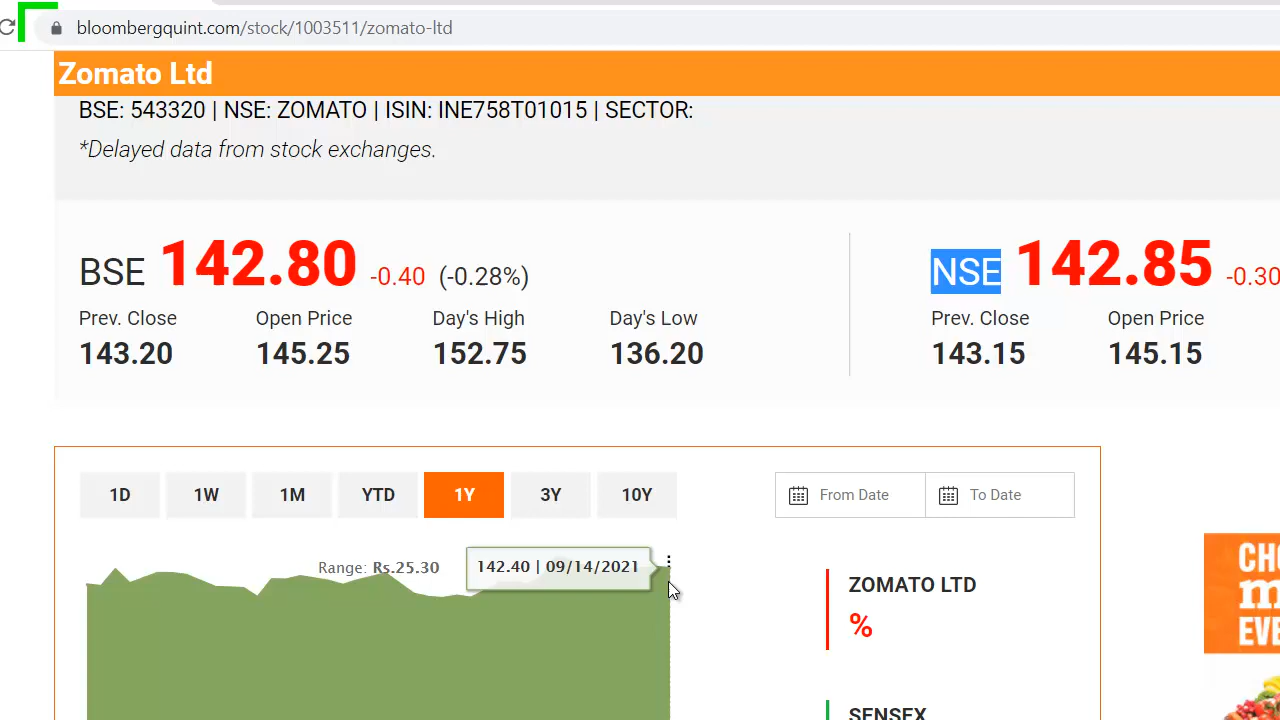 bloombergquint.com/stock/1003511/zomato-ltd
Zomato Ltd
BSE: 543320 | NSE: ZOMATO | ISIN: INE758T01015 | SECTOR:
*Delayed data from stock exchanges.
BSE 142.80 -0.40 (-0.28%)
Prev. Close Open Price Day's High Day's Low
143.20 145.25 152.75 136.20
NSE 142.85 -0.30
Prev. Close Open Price
143.15 145.15
1D 1W 1M YTD 1Y 3Y 10Y
From Date To Date
Range: Rs.25.30
142.40 | 09/14/2021
ZOMATO LTD
%
SENSEX